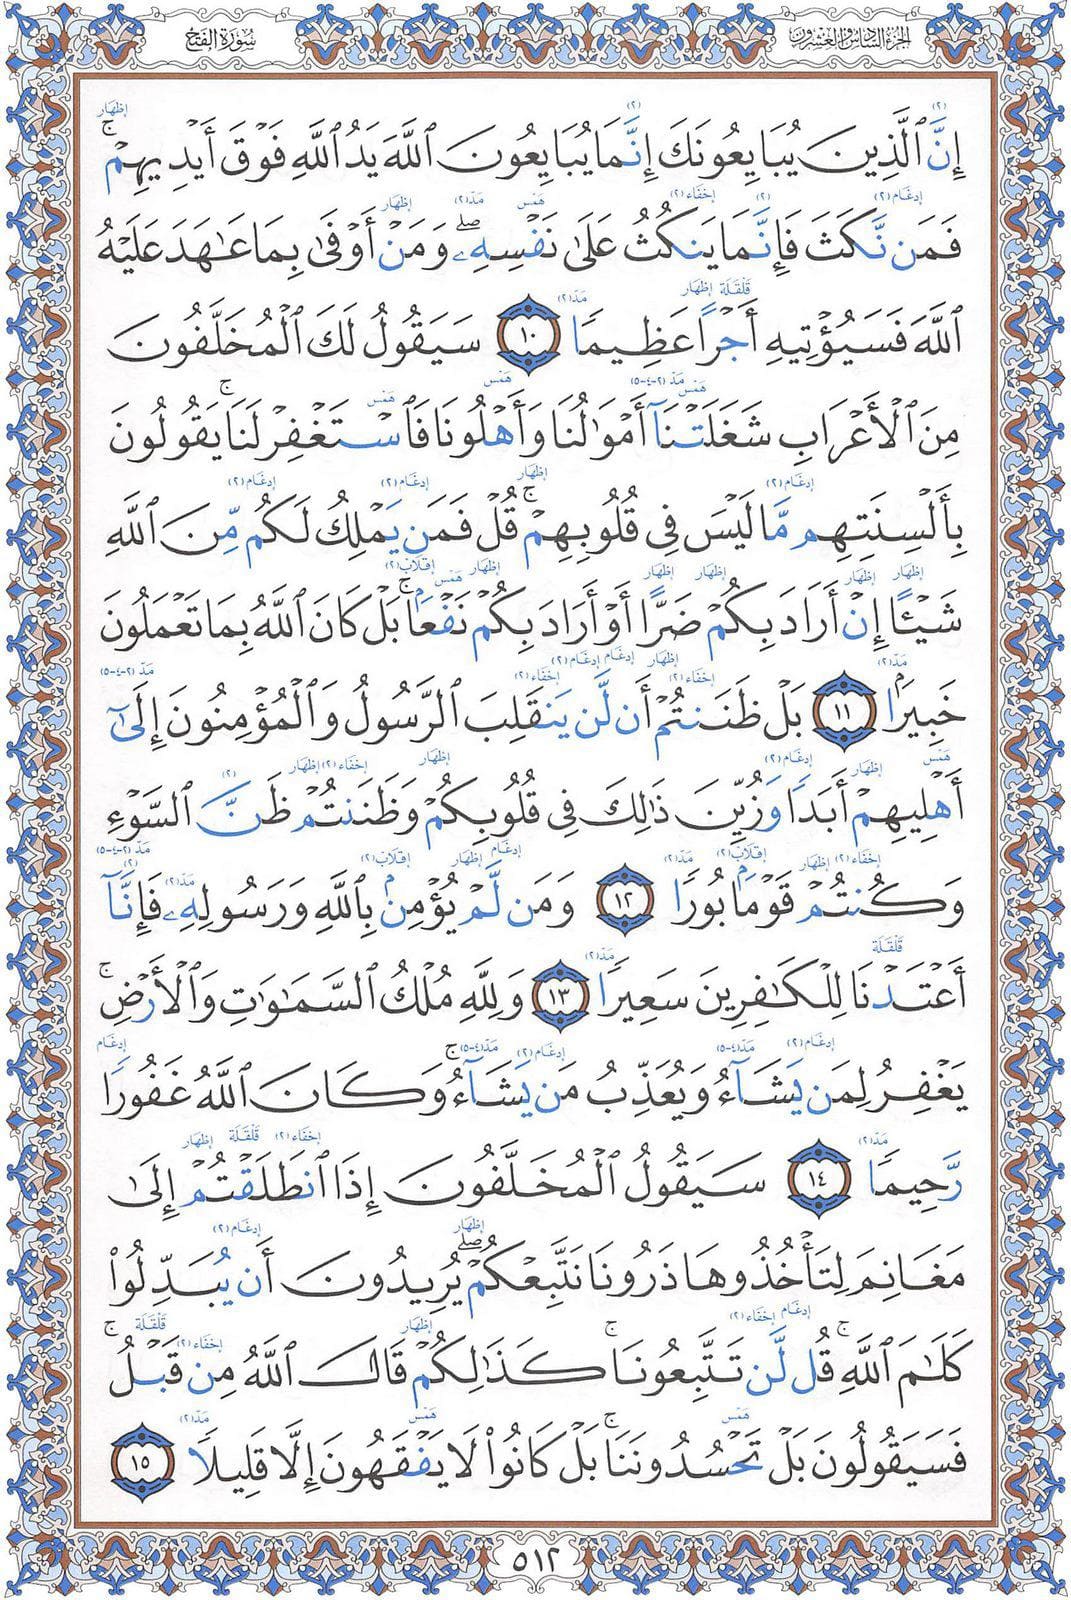 الجزء السادس والعشرون
سورة الفتح
إِنَّ ٱلَّذِينَ يُبَايِعُونَكَ إِنَّمَا يُبَايِعُونَ ٱللَّهَ يَدُ ٱللَّهِ فَوْقَ أَيْدِيهِمْ ۚ
فَمَن نَّكَثَ فَإِنَّمَا يَنكُثُ عَلَىٰ نَفْسِهِۦ ۖ وَمَنْ أَوْفَىٰ بِمَا عَـٰهَدَ عَلَيْهُ
ٱللَّهَ فَسَيُؤْتِيهِ أَجْرًا عَظِيمًا ١٠ سَيَقُولُ لَكَ ٱلْمُخَلَّفُونَ
مِنَ ٱلْأَعْرَابِ شَغَلَتْنَآ أَمْوَٰلُنَا وَأَهْلُونَا فَٱسْتَغْفِرْ لَنَا ۚ يَقُولُونَ
بِأَلْسِنَتِهِم مَّا لَيْسَ فِى قُلُوبِهِمْ ۚ قُلْ فَمَن يَمْلِكُ لَكُم مِّنَ ٱللَّهِ
شَيْـًٔا إِنْ أَرَادَ بِكُمْ ضَرًّا أَوْ أَرَادَ بِكُمْ نَفْعًۢا ۚ بَلْ كَانَ ٱللَّهُ بِمَا تَعْمَلُونَ
خَبِيرًۢا ١١ بَلْ ظَنَنتُمْ أَن لَّن يَنقَلِبَ ٱلرَّسُولُ وَٱلْمُؤْمِنُونَ إِلَىٰٓ
أَهْلِيهِمْ أَبَدًا وَزُيِّنَ ذَٰلِكَ فِى قُلُوبِكُمْ وَظَنَنتُمْ ظَنَّ ٱلسَّوْءِ
وَكُنتُمْ قَوْمًۢا بُورًا ١٢ وَمَن لَّمْ يُؤْمِنۢ بِٱللَّهِ وَرَسُولِهِۦ فَإِنَّآ
أَعْتَدْنَا لِلْكَـٰفِرِينَ سَعِيرًا ١٣ وَلِلَّهِ مُلْكُ ٱلسَّمَـٰوَٰتِ وَٱلْأَرْضِ ۚ
يَغْفِرُ لِمَن يَشَآءُ وَيُعَذِّبُ مَن يَشَآءُ ۚ وَكَانَ ٱللَّهُ غَفُورًا
رَّحِيمًا ١٤ سَيَقُولُ ٱلْمُخَلَّفُونَ إِذَا ٱنطَلَقْتُمْ إِلَىٰ
مَغَانِمَ لِتَأْخُذُوهَا ذَرُونَا نَتَّبِعْكُمْ ۖ يُرِيدُونَ أَن يُبَدِّلُوا۟
كَلَـٰمَ ٱللَّهِ ۚ قُل لَّن تَتَّبِعُونَا ۚ كَذَٰلِكُمْ قَالَ ٱللَّهُ مِن قَبْلُ ۚ
فَسَيَقُولُونَ بَلْ تَحْسُدُونَنَا ۚ بَلْ كَانُوا۟ لَا يَفْقَهُونَ إِلَّا قَلِيلًا ١٥
٥١٢